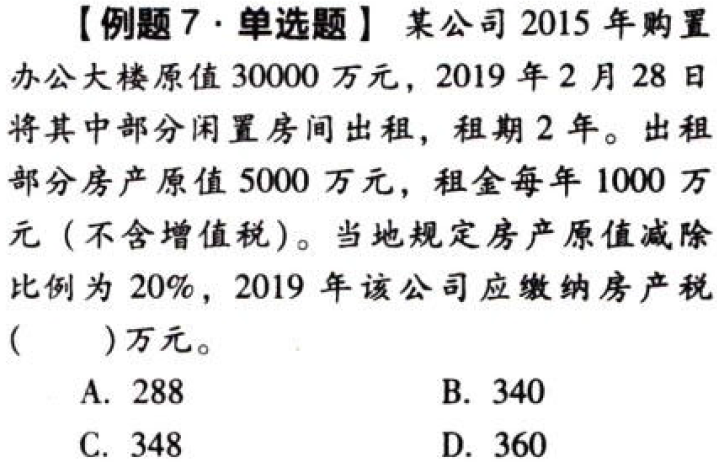 【例题7·单选题】 某公司 2015 年购置
办公大楼原值 30000 万元，2019 年 2 月 28 日
将其中部分闲置房间出租，租期 2 年。出租
部分房产原值 5000 万元，租金每年 1000 万
元（不含增值税）。当地规定房产原值减除
比例为 20%，2019 年该公司应缴纳房产税
(　　)万元。
A. 288　　B. 340
C. 348　　D. 360